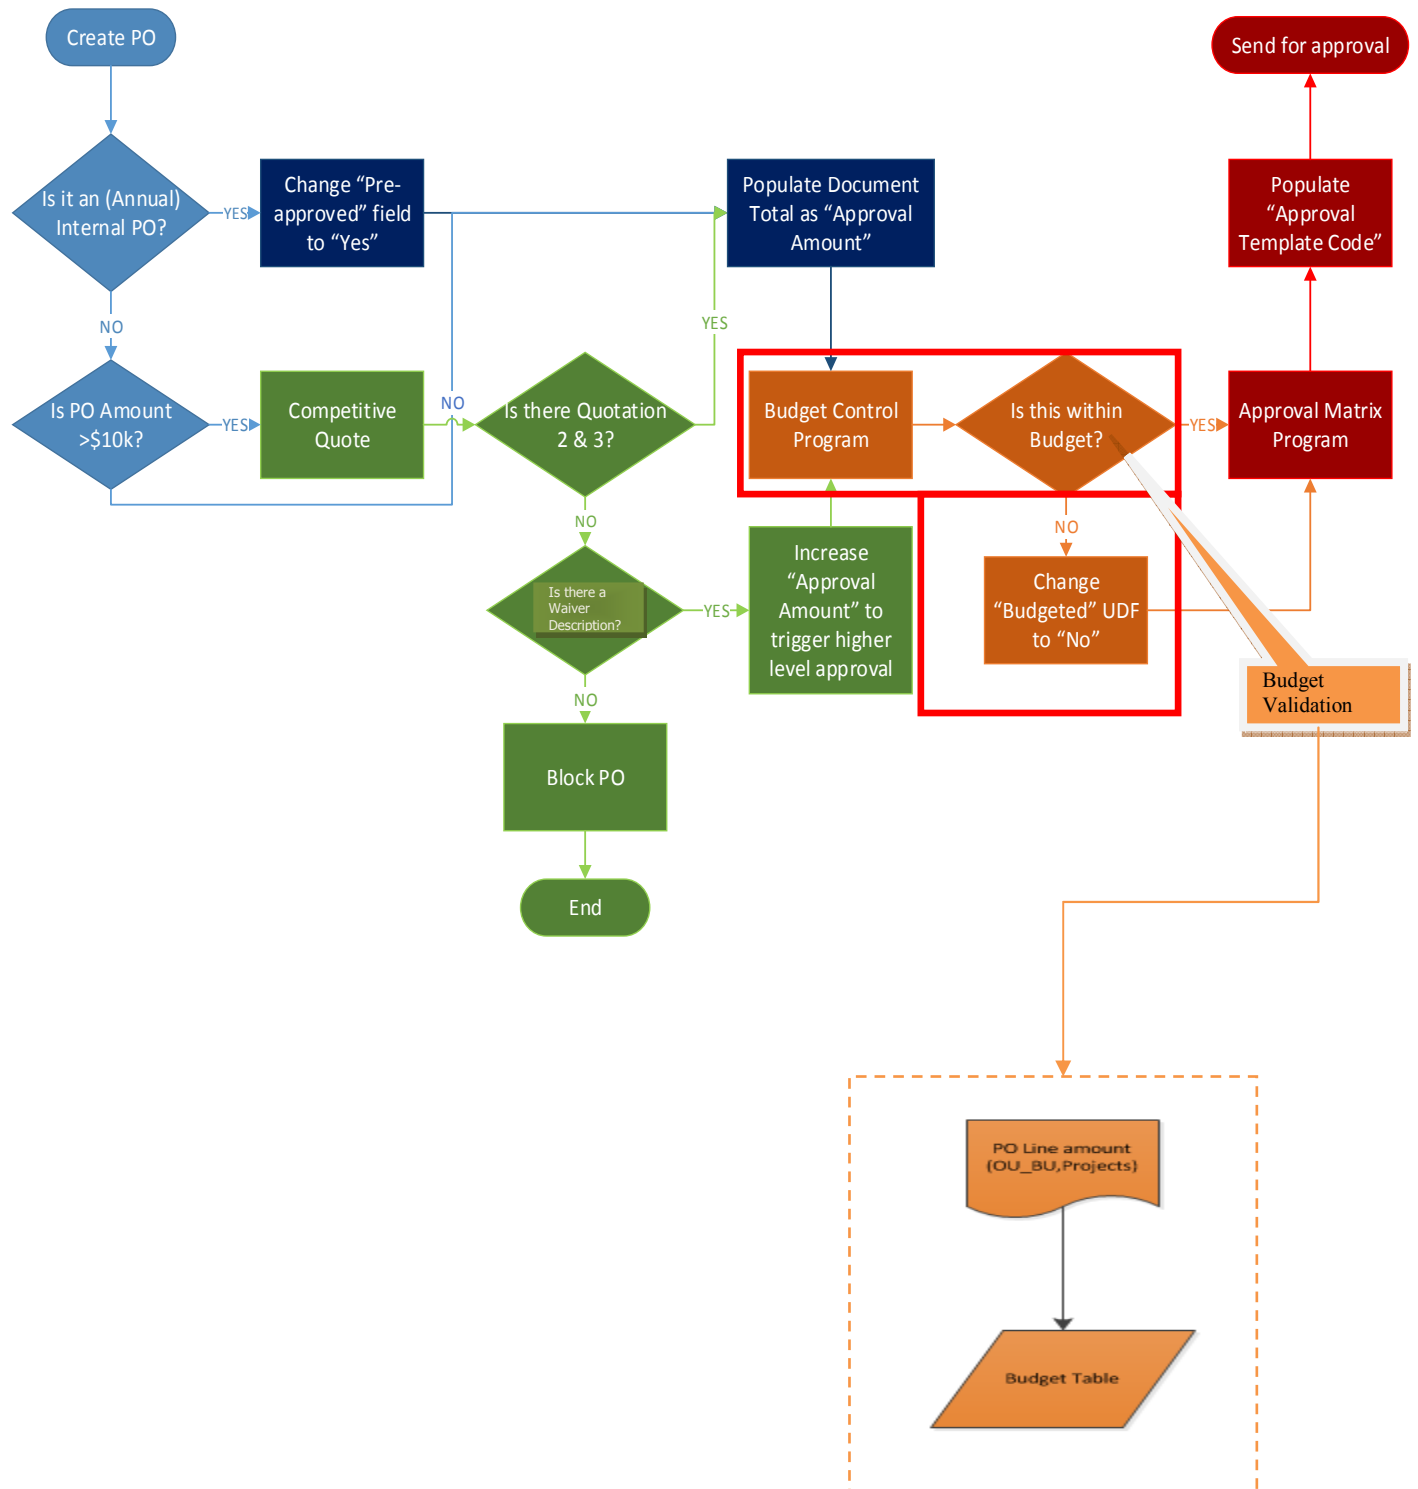 Create PO
Send for approval
Is it an (Annual)
Internal PO?
YES
Change “Pre-
approved” field
to “Yes”
Populate Document
Total as “Approval
Amount”
Populate
“Approval
Template Code”
NO
YES
Is PO Amount
>$10k?
YES
Competitive
Quote
NO
Is there Quotation
2 & 3?
Budget Control
Program
Is this within
Budget?
YES
Approval Matrix
Program
NO
NO
Is there a
Waiver
Description?
YES
Increase
“Approval
Amount” to
trigger higher
level approval
Change
“Budgeted” UDF
to “No”
Budget
Validation
NO
Block PO
End
PO Line amount
(OU_BU,Projects)
Budget Table